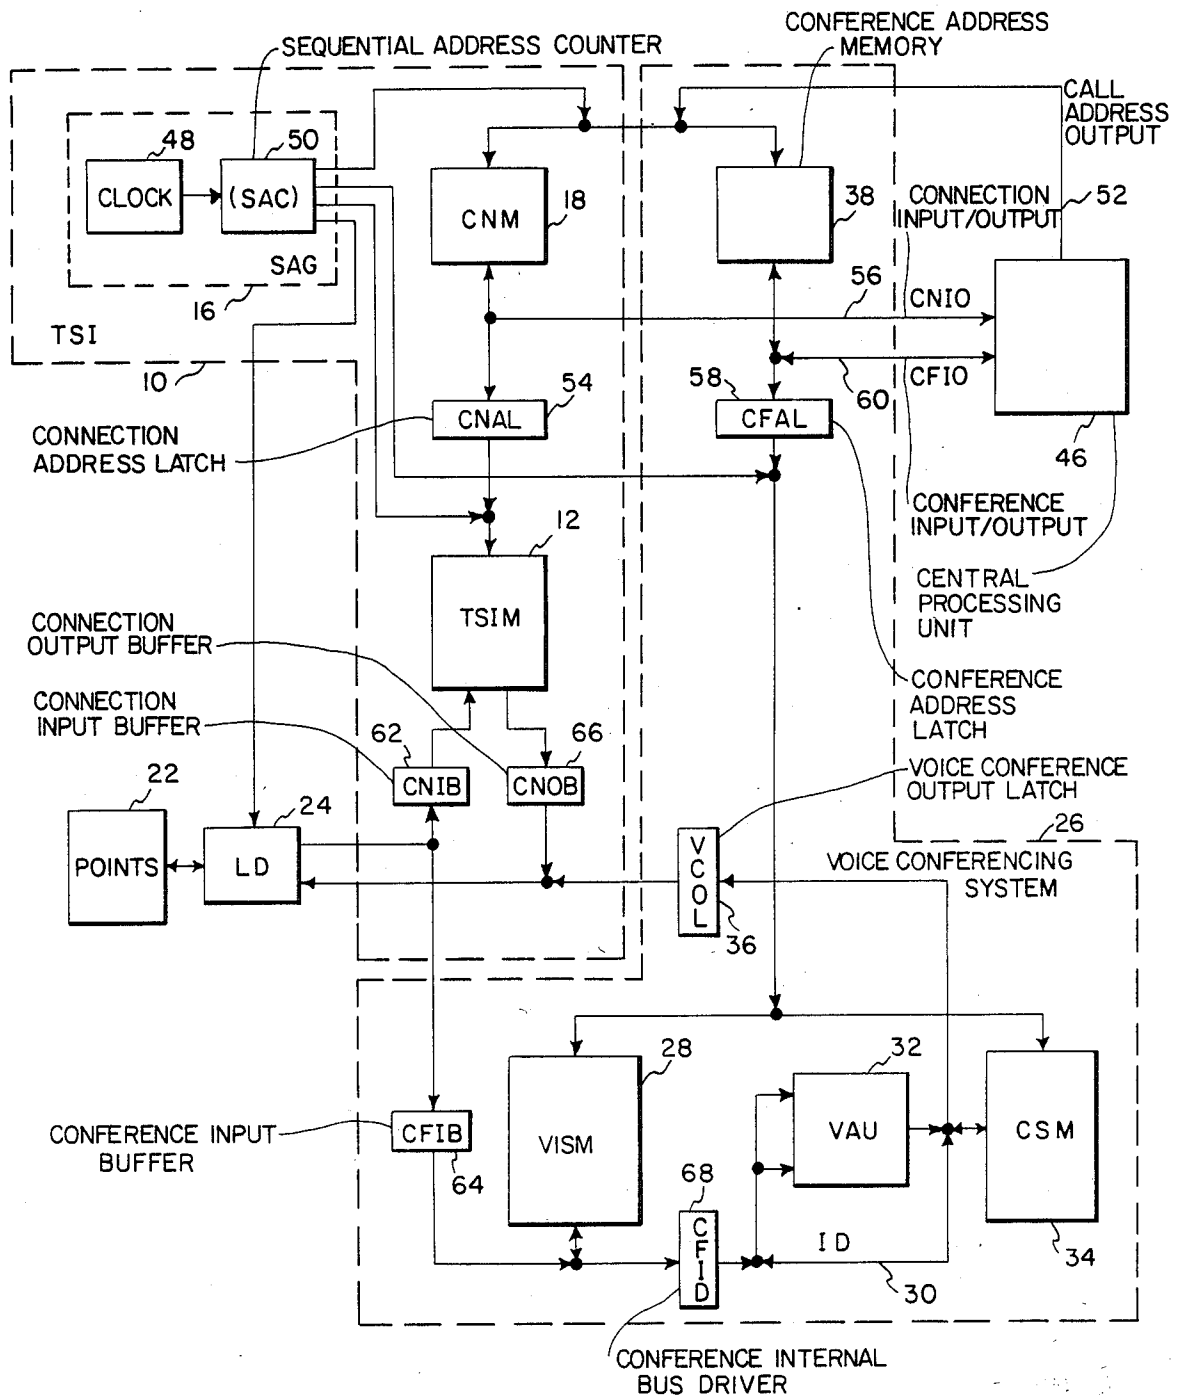 CONFERENCE ADDRESS
MEMORY
SEQUENTIAL ADDRESS COUNTER
CALL
ADDRESS
OUTPUT
48
50
CLOCK
(SAC)
SAG
16
TSI
10
CNM
18
38
CONNECTION
INPUT/OUTPUT
52
56
CNIO
CFIO
60
46
54
CNAL
CONNECTION
ADDRESS LATCH
58
CFAL
CONFERENCE
INPUT/OUTPUT
CENTRAL
PROCESSING
UNIT
12
TSIM
CONNECTION
OUTPUT BUFFER
CONNECTION
INPUT BUFFER
CONFERENCE
ADDRESS
LATCH
62
CNIB
66
CNOB
VOICE CONFERENCE
OUTPUT LATCH
22
POINTS
24
LD
VCOL
36
26
VOICE CONFERENCING
SYSTEM
28
VISM
32
VAU
CSM
34
CONFERENCE INPUT
BUFFER
CFIB
64
68
CFID
ID
30
CONFERENCE INTERNAL
BUS DRIVER